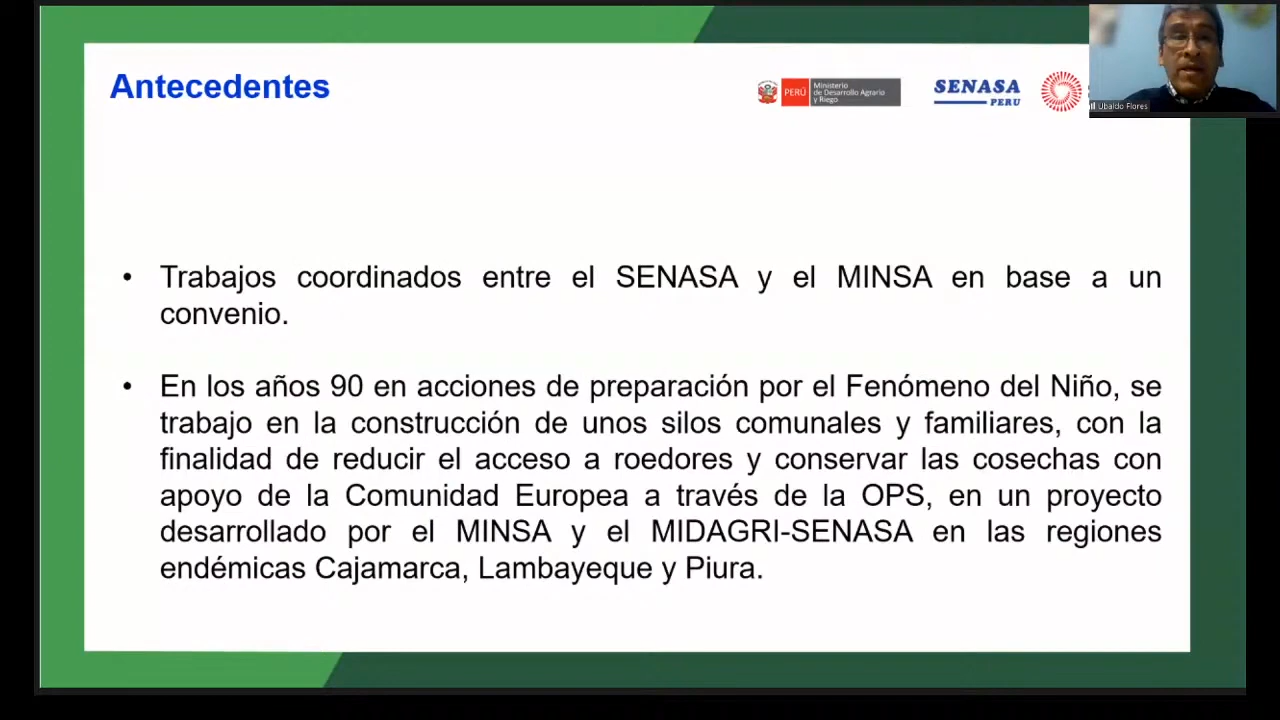 Antecedentes
PERÚ
Ministerio
de Desarrollo Agrario
y Riego
SENASA
PERU
Ubaldo Flores
• Trabajos coordinados entre el SENASA y el MINSA en base a un
convenio.
• En los años 90 en acciones de preparación por el Fenómeno del Niño, se
trabajo en la construcción de unos silos comunales y familiares, con la
finalidad de reducir el acceso a roedores y conservar las cosechas con
apoyo de la Comunidad Europea a través de la OPS, en un proyecto
desarrollado por el MINSA y el MIDAGRI-SENASA en las regiones
endémicas Cajamarca, Lambayeque y Piura.